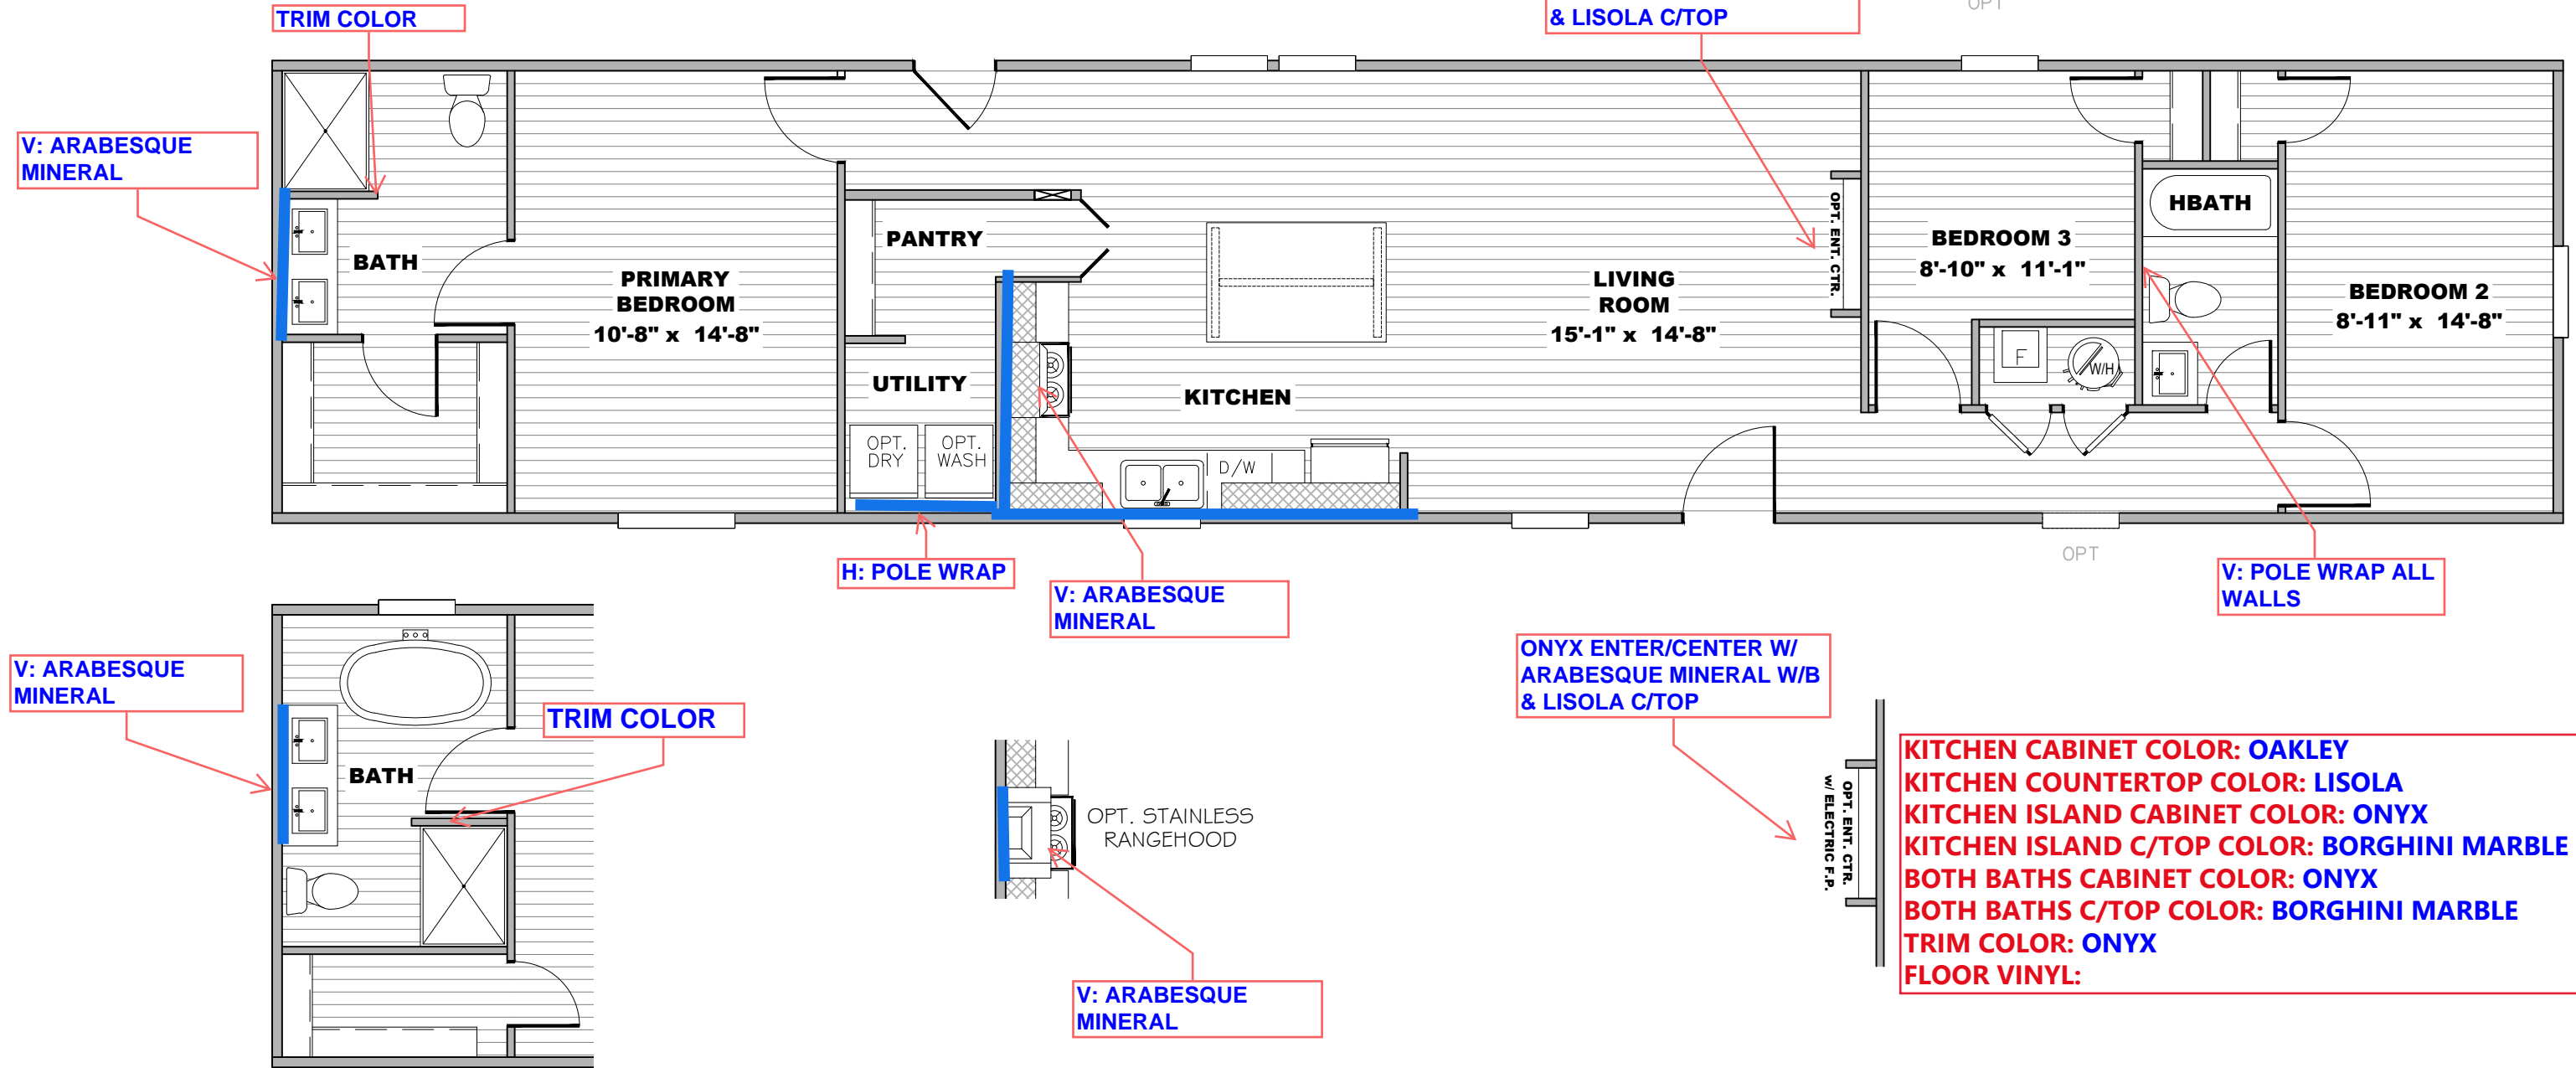 TRIM COLOR
& LISOLA C/TOP
OPT
V: ARABESQUE
MINERAL
BATH
PRIMARY
BEDROOM
10'-8" x 14'-8"
PANTRY
UTILITY
OPT.
DRY
OPT.
WASH
KITCHEN
D/W
LIVING
ROOM
15'-1" x 14'-8"
OPT. ENT. CTR.
BEDROOM 3
8'-10" x 11'-1"
F
W/H
HBATH
BEDROOM 2
8'-11" x 14'-8"
OPT
H: POLE WRAP
V: ARABESQUE
MINERAL
V: POLE WRAP ALL
WALLS
V: ARABESQUE
MINERAL
TRIM COLOR
BATH
OPT. STAINLESS
RANGEHOOD
V: ARABESQUE
MINERAL
ONYX ENTER/CENTER W/
ARABESQUE MINERAL W/B
& LISOLA C/TOP
OPT. ENT. CTR.
w/ ELECTRIC F.P.
KITCHEN CABINET COLOR: OAKLEY
KITCHEN COUNTERTOP COLOR: LISOLA
KITCHEN ISLAND CABINET COLOR: ONYX
KITCHEN ISLAND C/TOP COLOR: BORGHINI MARBLE
BOTH BATHS CABINET COLOR: ONYX
BOTH BATHS C/TOP COLOR: BORGHINI MARBLE
TRIM COLOR: ONYX
FLOOR VINYL: